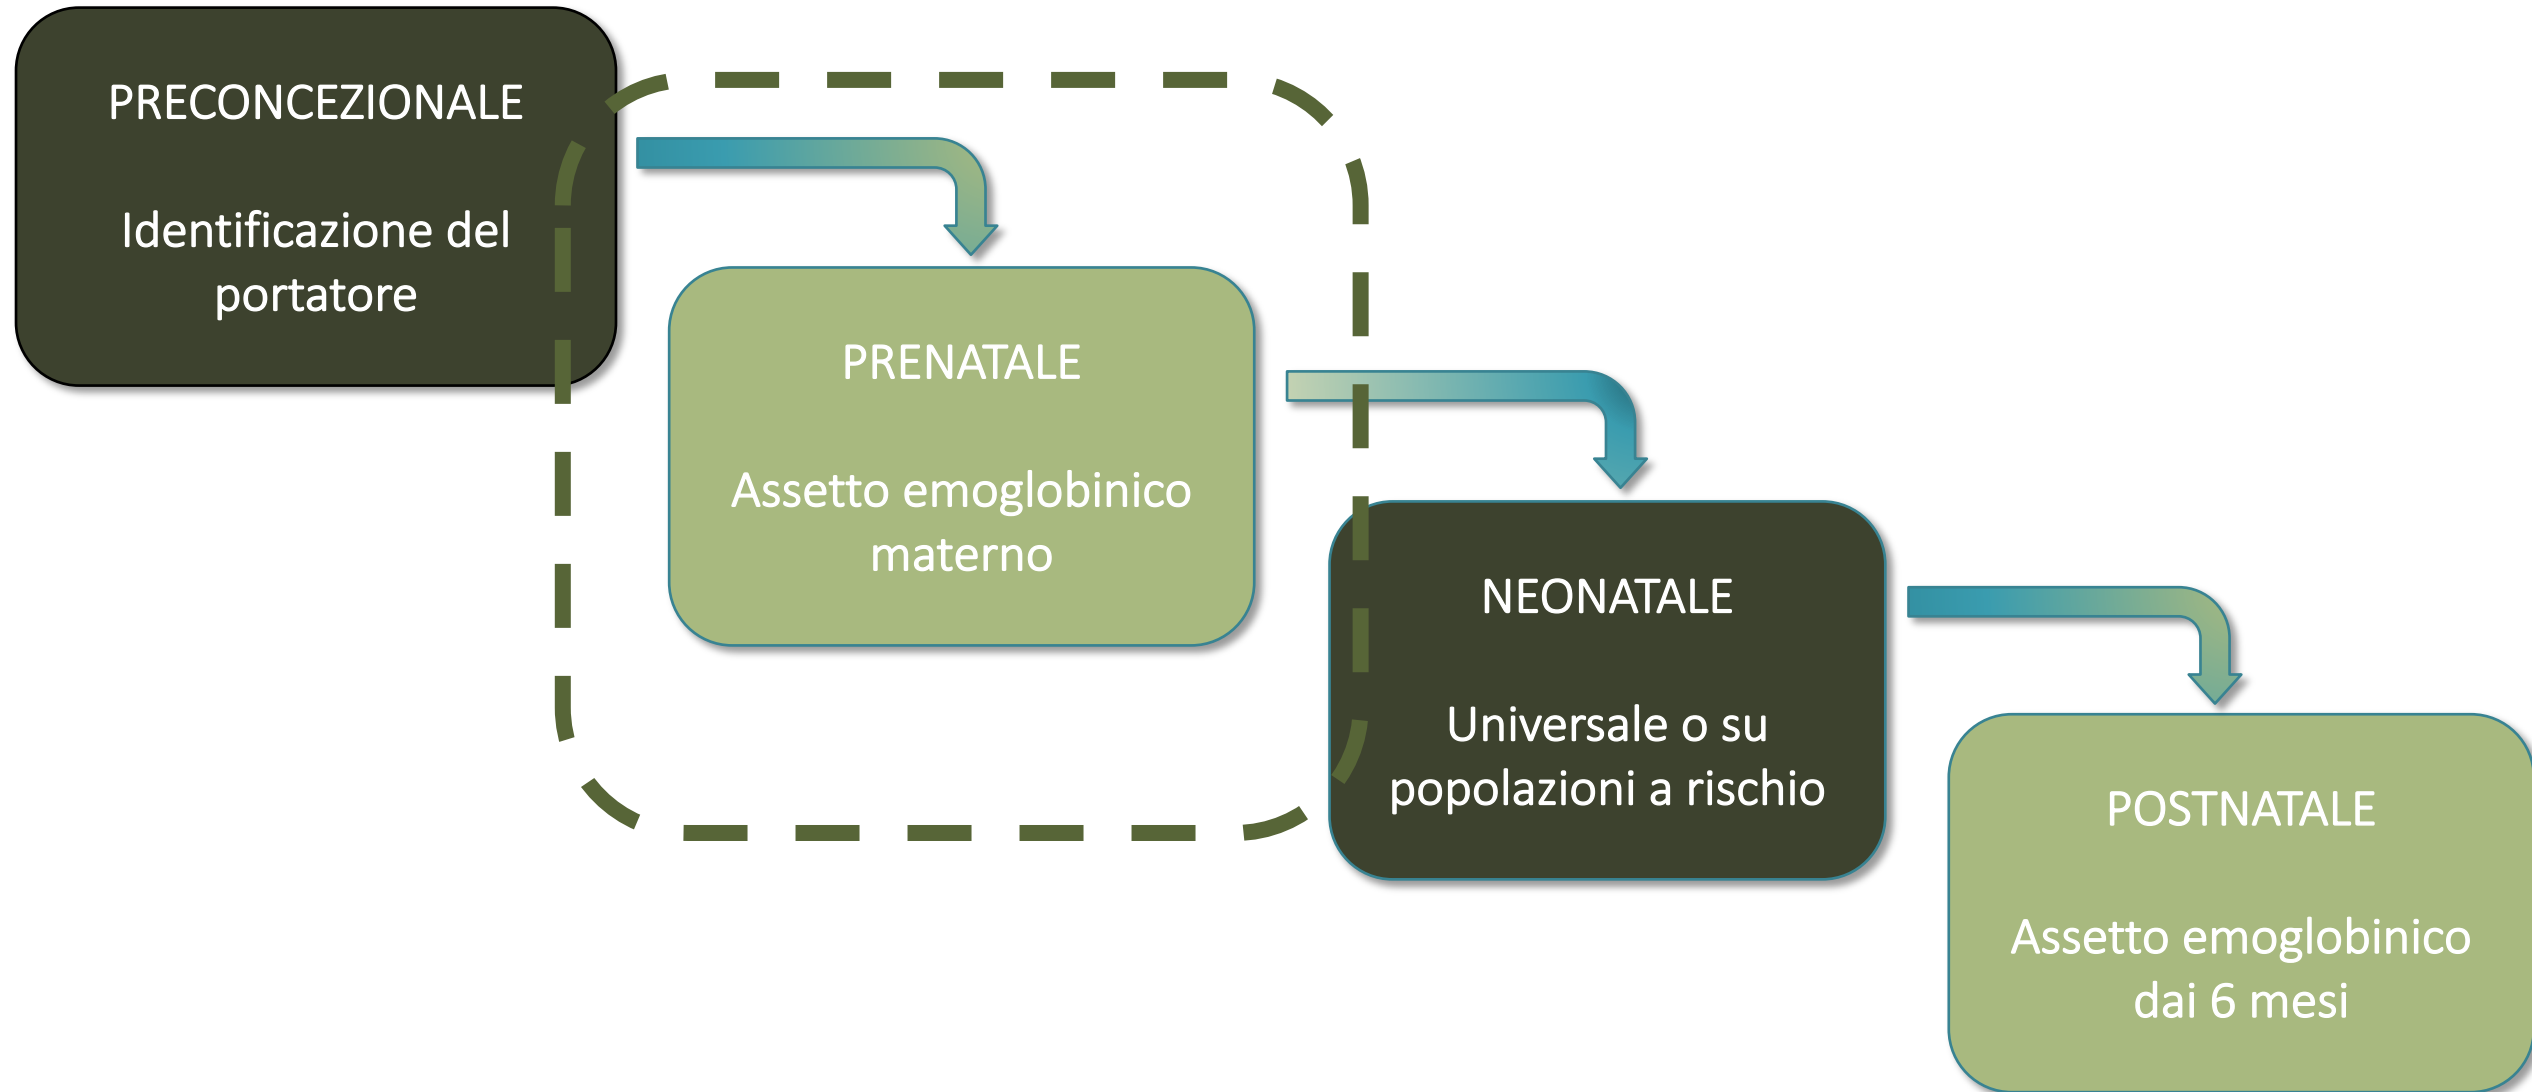 PRECONCEZIONALE
Identificazione del
portatore
PRENATALE
Assetto emoglobinico
materno
NEONATALE
Universale o su
popolazioni a rischio
POSTNATALE
Assetto emoglobinico
dai 6 mesi